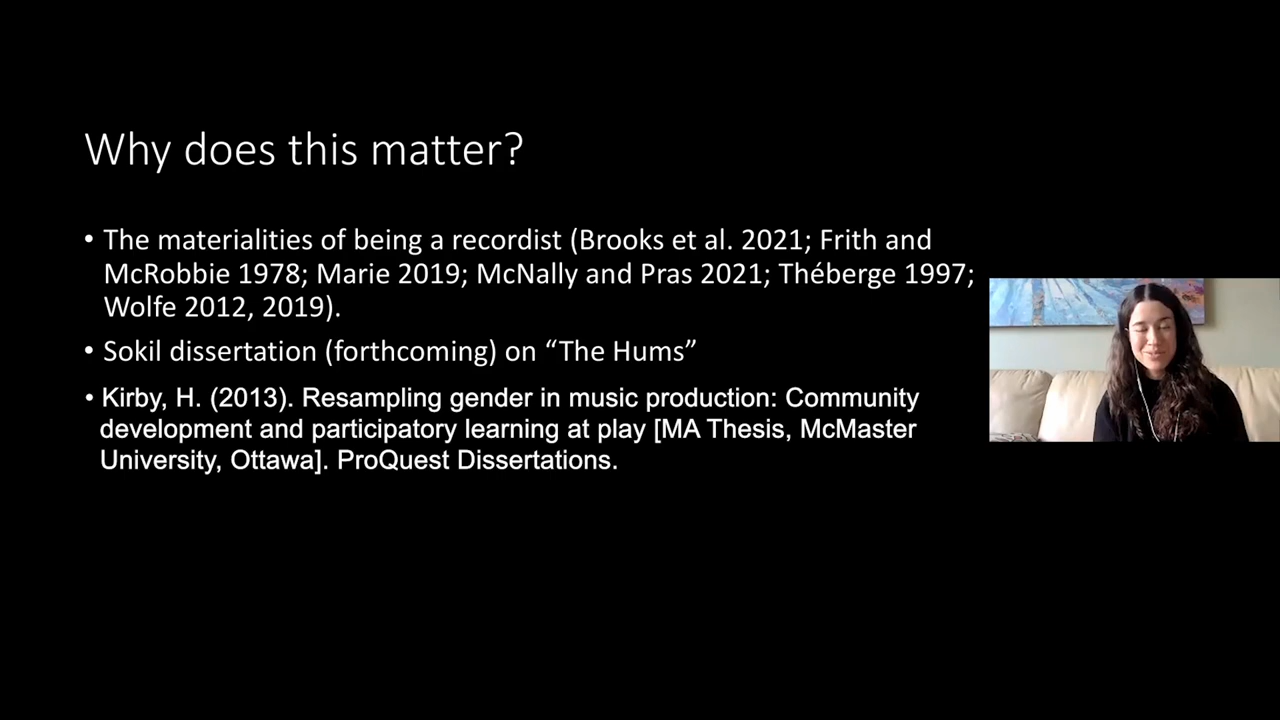 Why does this matter?
• The materialities of being a recordist (Brooks et al. 2021; Frith and
McRobbie 1978; Marie 2019; McNally and Pras 2021; Théberge 1997;
Wolfe 2012, 2019).
• Sokil dissertation (forthcoming) on “The Hums”
• Kirby, H. (2013). Resampling gender in music production: Community
development and participatory learning at play [MA Thesis, McMaster
University, Ottawa]. ProQuest Dissertations.